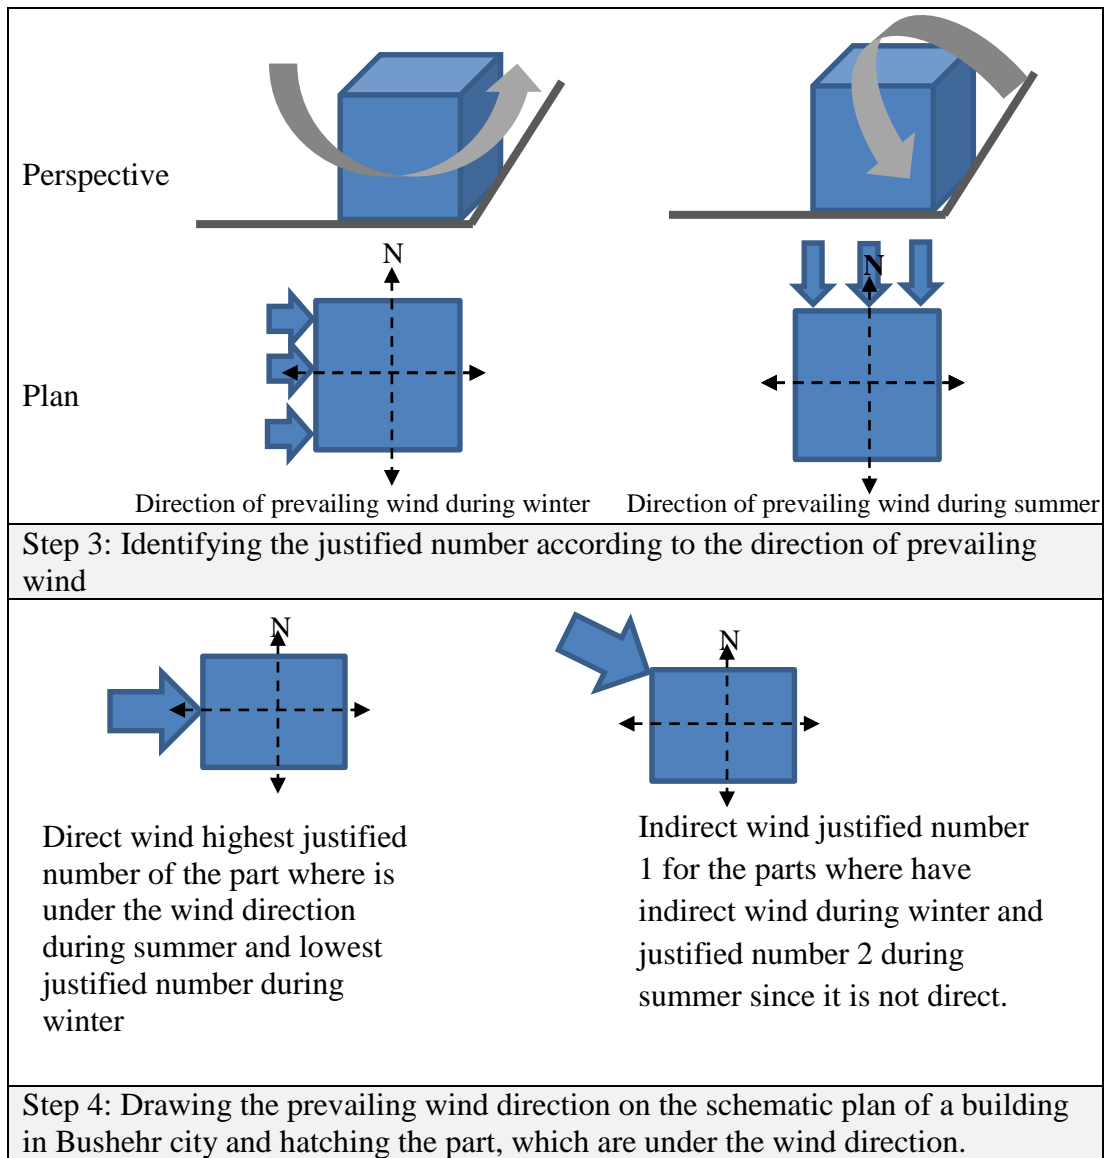 Perspective
N
N
Plan
Direction of prevailing wind during winter
Direction of prevailing wind during summer
Step 3: Identifying the justified number according to the direction of prevailing
wind
N
N
Direct wind highest justified
number of the part where is
under the wind direction
during summer and lowest
justified number during
winter
Indirect wind justified number
1 for the parts where have
indirect wind during winter and
justified number 2 during
summer since it is not direct.
Step 4: Drawing the prevailing wind direction on the schematic plan of a building
in Bushehr city and hatching the part, which are under the wind direction.